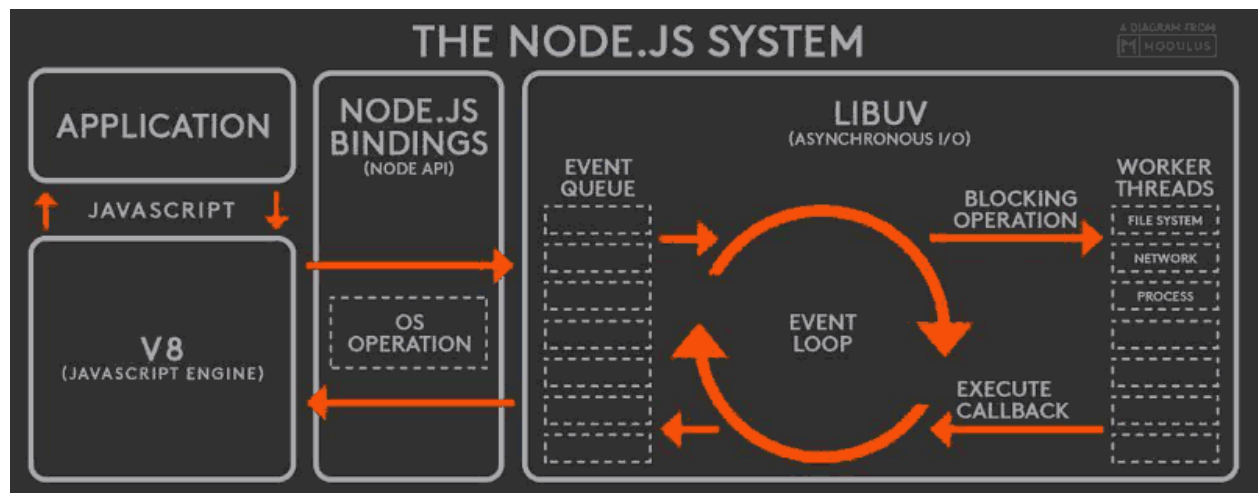 THE NODE.JS SYSTEM
A DIAGRAM FROM
M MODULUS
APPLICATION
JAVASCRIPT
V8
(JAVASCRIPT ENGINE)
NODE.JS
BINDINGS
(NODE API)
OS
OPERATION
LIBUV
(ASYNCHRONOUS I/O)
EVENT
QUEUE
EVENT
LOOP
BLOCKING
OPERATION
EXECUTE
CALLBACK
WORKER
THREADS
FILE SYSTEM
NETWORK
PROCESS